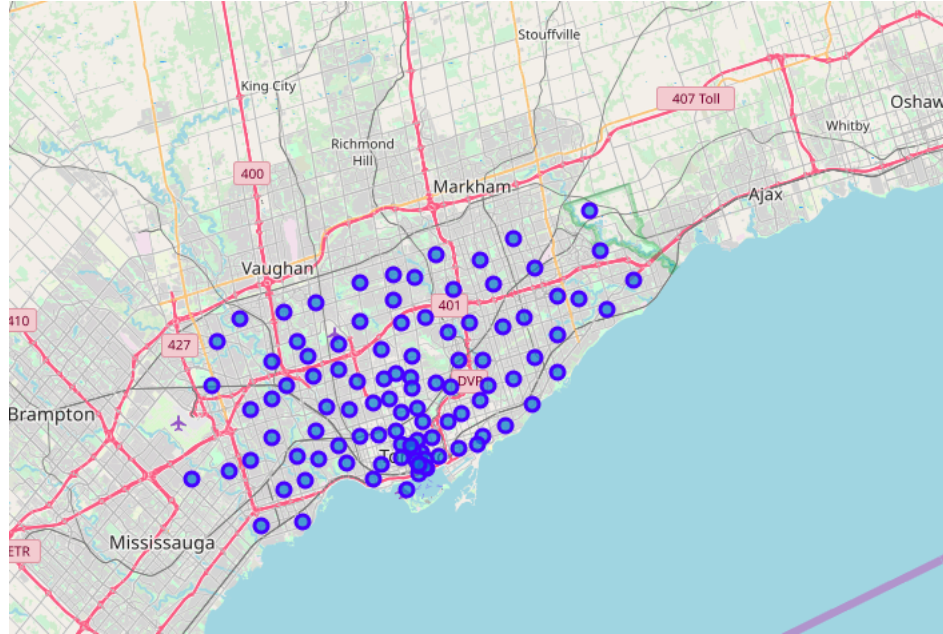 Stouffville
King City
407 Toll
Oshaw
Whitby
Richmond
Hill
400
Markham
Ajax
Vaughan
401
410
427
DVP
Brampton
To
Mississauga
ETR